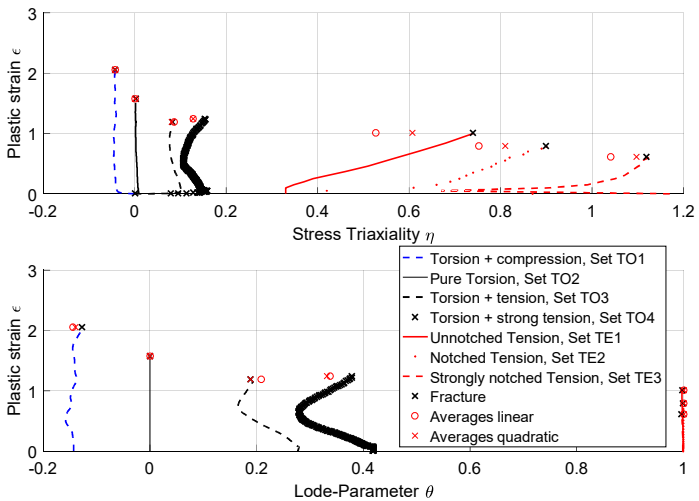 3
2
1
0
Plastic strain ϵ
-0.2
0
0.2
0.4
0.6
0.8
1
1.2
Stress Triaxiality η
Torsion + compression, Set TO1
Pure Torsion, Set TO2
Torsion + tension, Set TO3
Torsion + strong tension, Set TO4
Unnotched Tension, Set TE1
Notched Tension, Set TE2
Strongly notched Tension, Set TE3
Fracture
Averages linear
Averages quadratic
3
2
1
0
Plastic strain ϵ
-0.2
0
0.2
0.4
0.6
0.8
1
Lode-Parameter θ